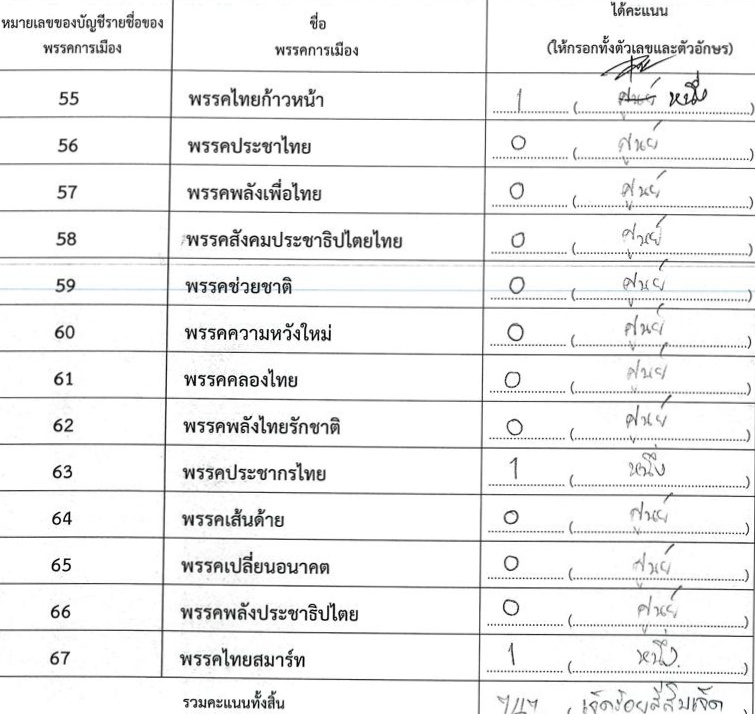 หมายเลขของบัญชีรายชื่อของ
พรรคการเมือง
ชื่อ
พรรคการเมือง
ได้คะแนน
(ให้กรอกทั้งตัวเลขและตัวอักษร)
55 พรรคไทยก้าวหน้า 1 (ศูนย์ หนึ่ง)
56 พรรคประชาไทย 0 (ศูนย์)
57 พรรคพลังเพื่อไทย 0 (ศูนย์)
58 พรรคสังคมประชาธิปไตยไทย 0 (ศูนย์)
59 พรรคช่วยชาติ 0 (ศูนย์)
60 พรรคความหวังใหม่ 0 (ศูนย์)
61 พรรคคลองไทย 0 (ศูนย์)
62 พรรคพลังไทยรักชาติ 0 (ศูนย์)
63 พรรคประชากรไทย 1 (หนึ่ง)
64 พรรคเส้นด้าย 0 (ศูนย์)
65 พรรคเปลี่ยนอนาคต 0 (ศูนย์)
66 พรรคพลังประชาธิปไตย 0 (ศูนย์)
67 พรรคไทยสมาร์ท 1 (หนึ่ง)
รวมคะแนนทั้งสิ้น 747 (เจ็ดร้อยสี่สิบเจ็ด